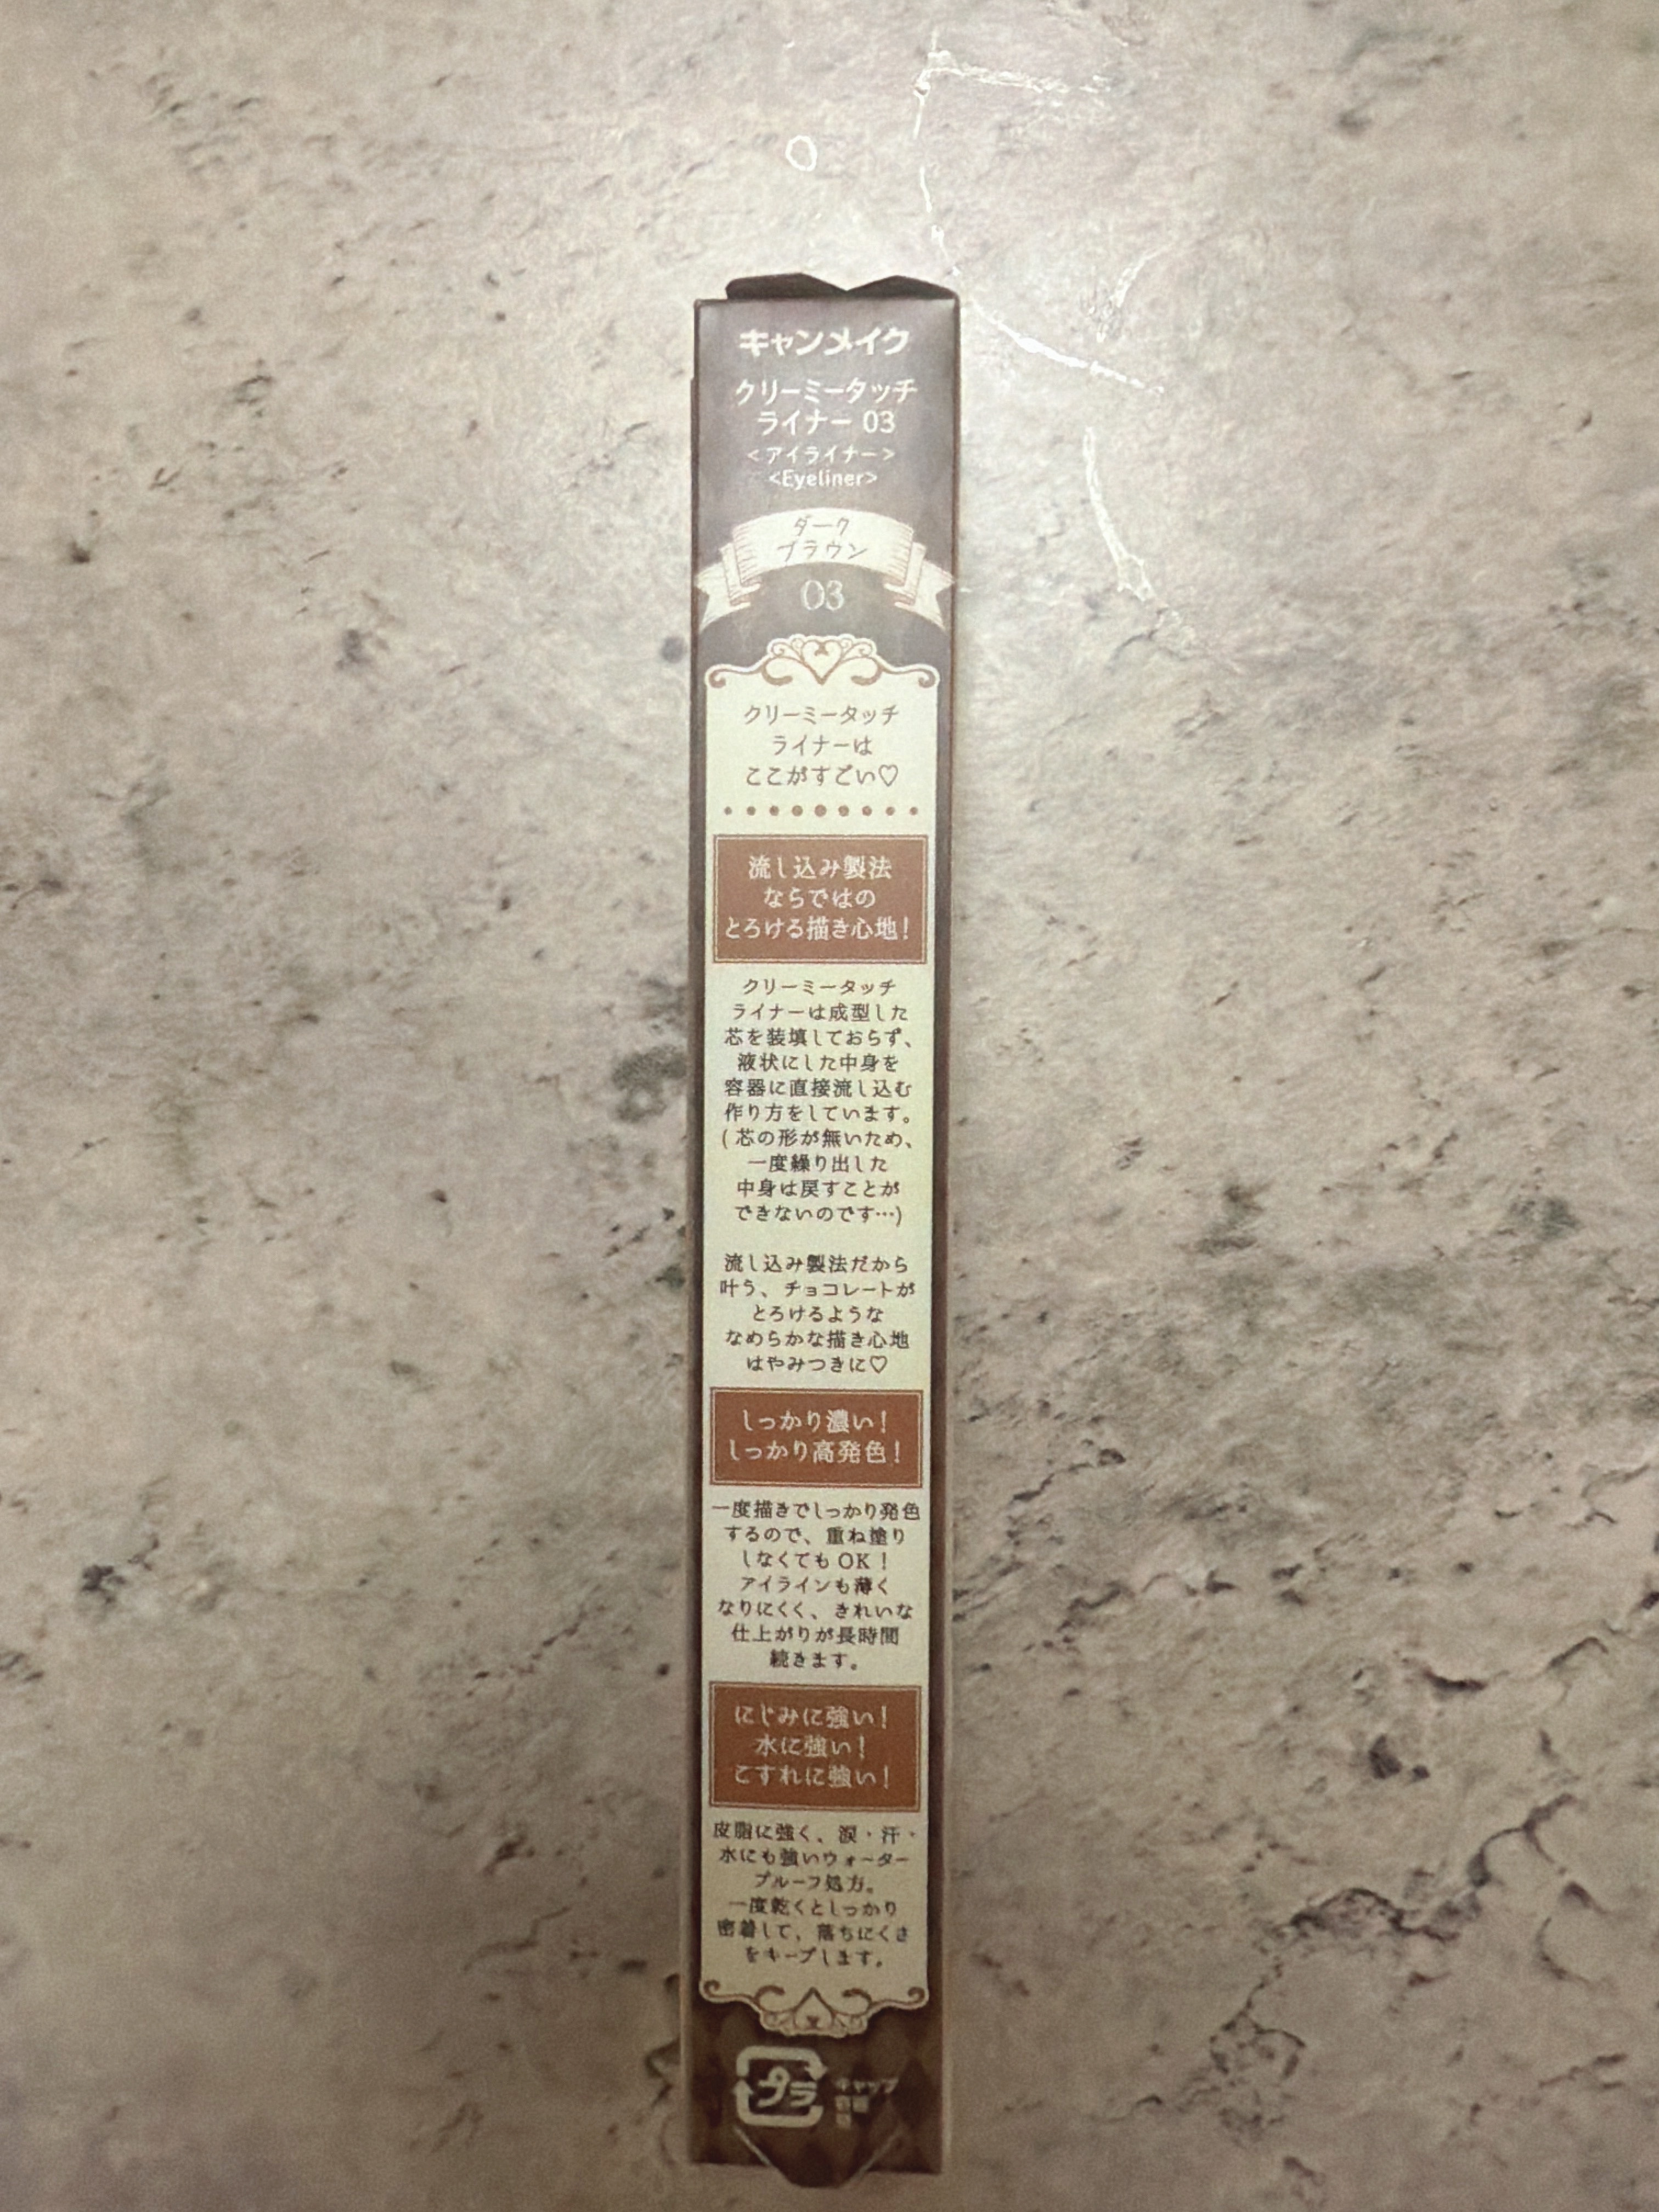 キャンメイク
クリーミータッチ
ライナー 03
<アイライナー>
<Eyeliner>
ダーク
ブラウン
03
クリーミータッチ
ライナーは
ここがすごい♡
流し込み製法
ならではの
とろける描き心地！
クリーミータッチ
ライナーは成型した
芯を装填しておらず、
液状にした中身を
容器に直接流し込む
作り方をしています。
(芯の形が無いため、
一度繰り出した
中身は戻すことが
できないのです…)
流し込み製法だから
叶う、チョコレートが
とろけるような
なめらかな描き心地
はやみつきに♡
しっかり濃い！
しっかり高発色！
一度描きでしっかり発色
するので、重ね塗り
しなくてもOK！
アイラインも薄く
なりにくく、きれいな
仕上がりが長時間
続きます。
にじみに強い！
水に強い！
こすれに強い！
皮脂に強く、涙・汗・
水にも強いウォーター
プルーフ処方。
一度乾くとしっかり
密着して、落ちにくさ
をキープします。
プラ
キャップ